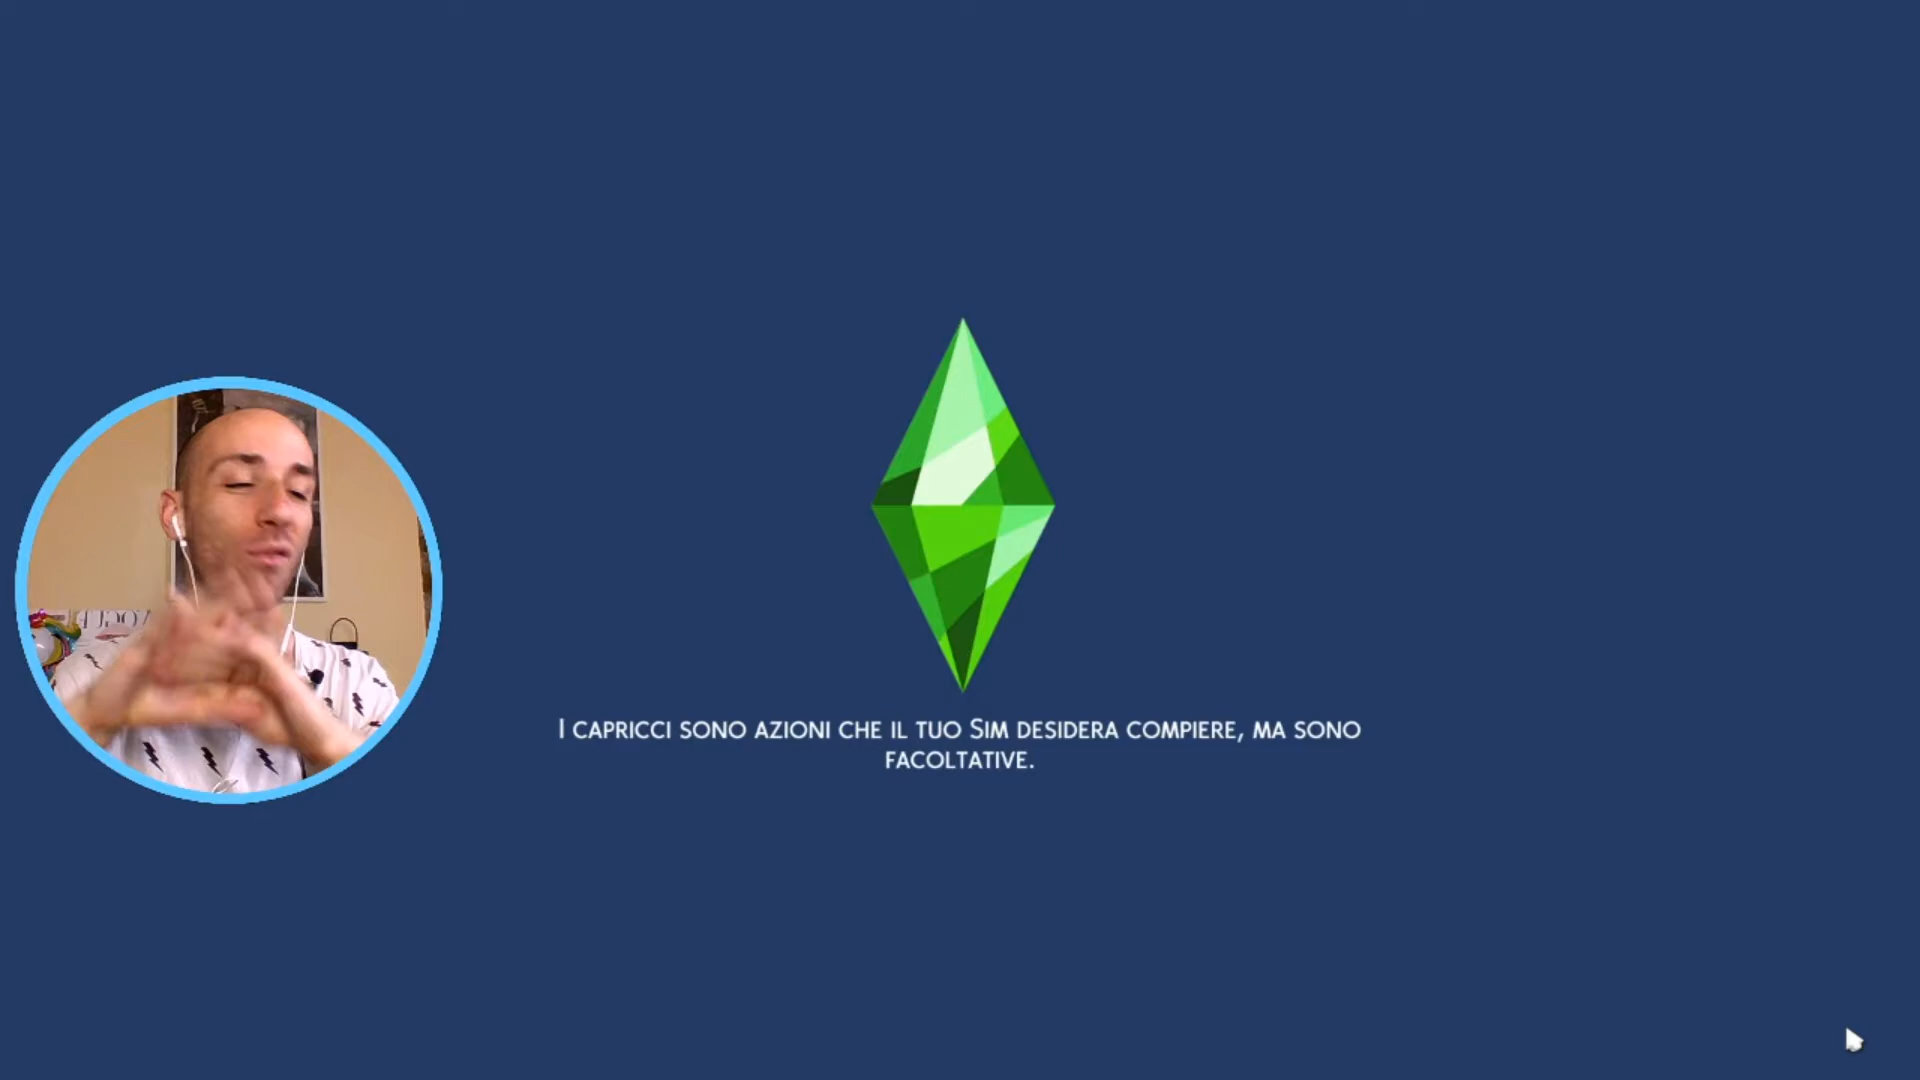 I CAPRICCI SONO AZIONI CHE IL TUO SIM DESIDERA COMPIERE, MA SONO
FACOLTATIVE.